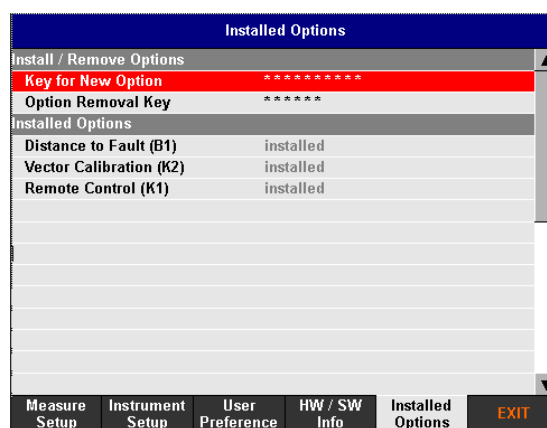 Installed Options
Install / Remove Options
Key for New Option **********
Option Removal Key ******
Installed Options
Distance to Fault (B1) installed
Vector Calibration (K2) installed
Remote Control (K1) installed
Measure Setup
Instrument Setup
User Preference
HW / SW Info
Installed Options
EXIT